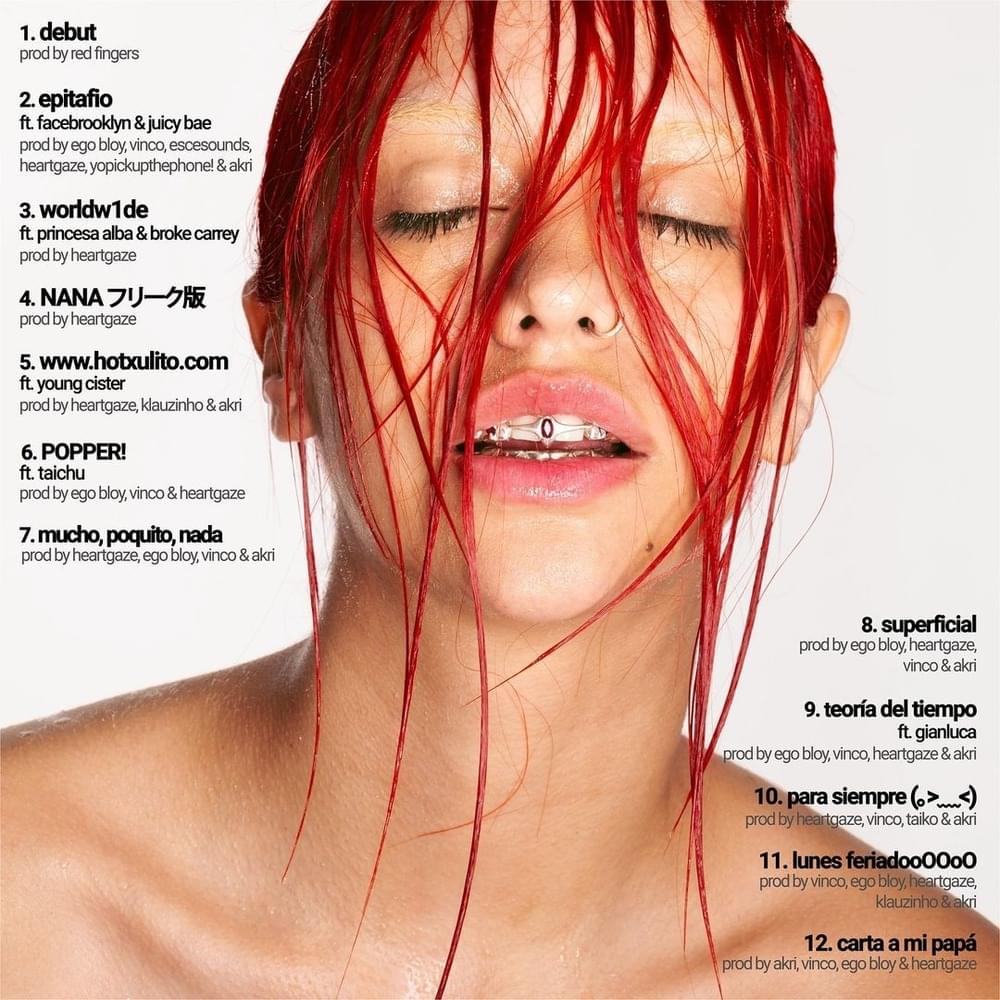 1. debut
prod by red fingers
2. epitafio
ft. facebrooklyn & juicy bae
prod by ego bloy, vinco, escesounds,
heartgaze, yopickupthephone! & akri
3. worldw1de
ft. princesa alba & broke carrey
prod by heartgaze
4. NANA フリーク版
prod by heartgaze
5. www.hotxulito.com
ft. young cister
prod by heartgaze, klauzinho & akri
6. POPPER!
ft. taichu
prod by ego bloy, vinco & heartgaze
7. mucho, poquito, nada
prod by heartgaze, ego bloy, vinco & akri
8. superficial
prod by ego bloy, heartgaze,
vinco & akri
9. teoría del tiempo
ft. gianluca
prod by ego bloy, vinco, heartgaze & akri
10. para siempre (｡>﹏<)
prod by heartgaze, vinco, taiko & akri
11. lunes feriadooOOoO
prod by vinco, ego bloy, heartgaze,
klauzinho & akri
12. carta a mi papá
prod by akri, vinco, ego bloy & heartgaze